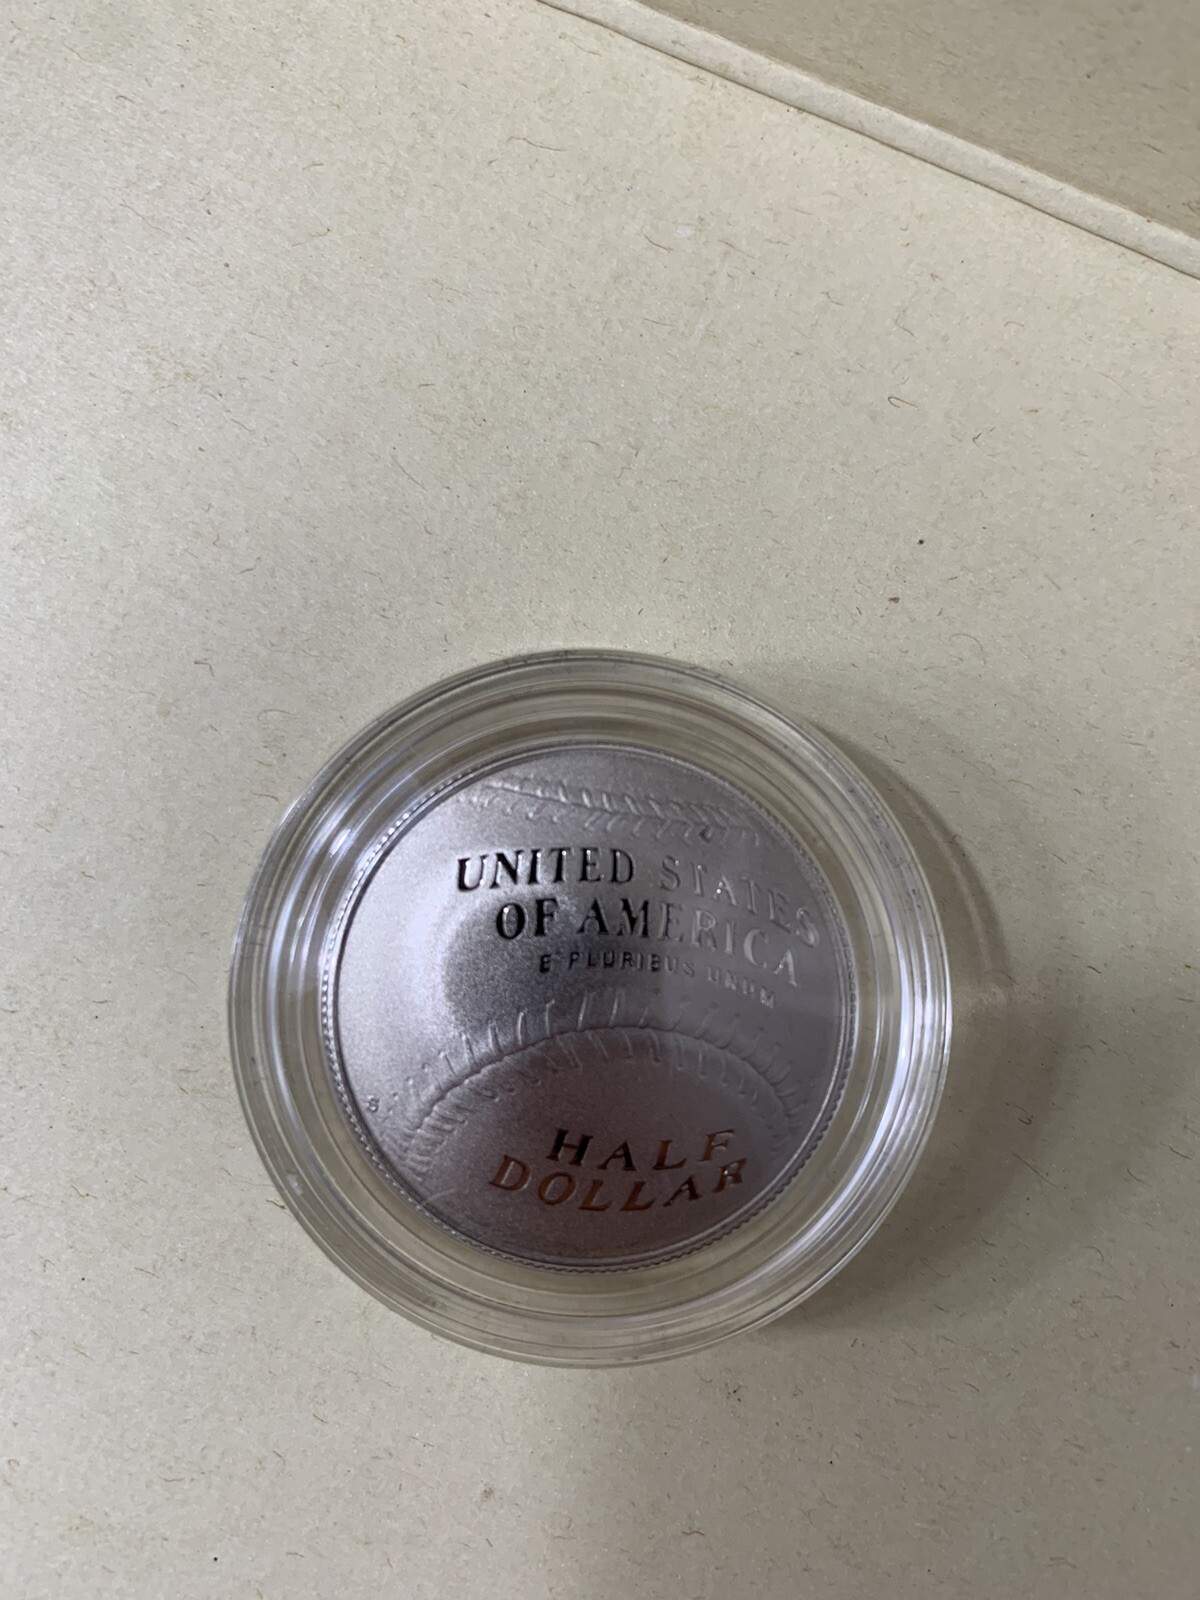 UNITED STATES
OF AMERICA
E PLURIBUS UNUM
S
HALF
DOLLAR